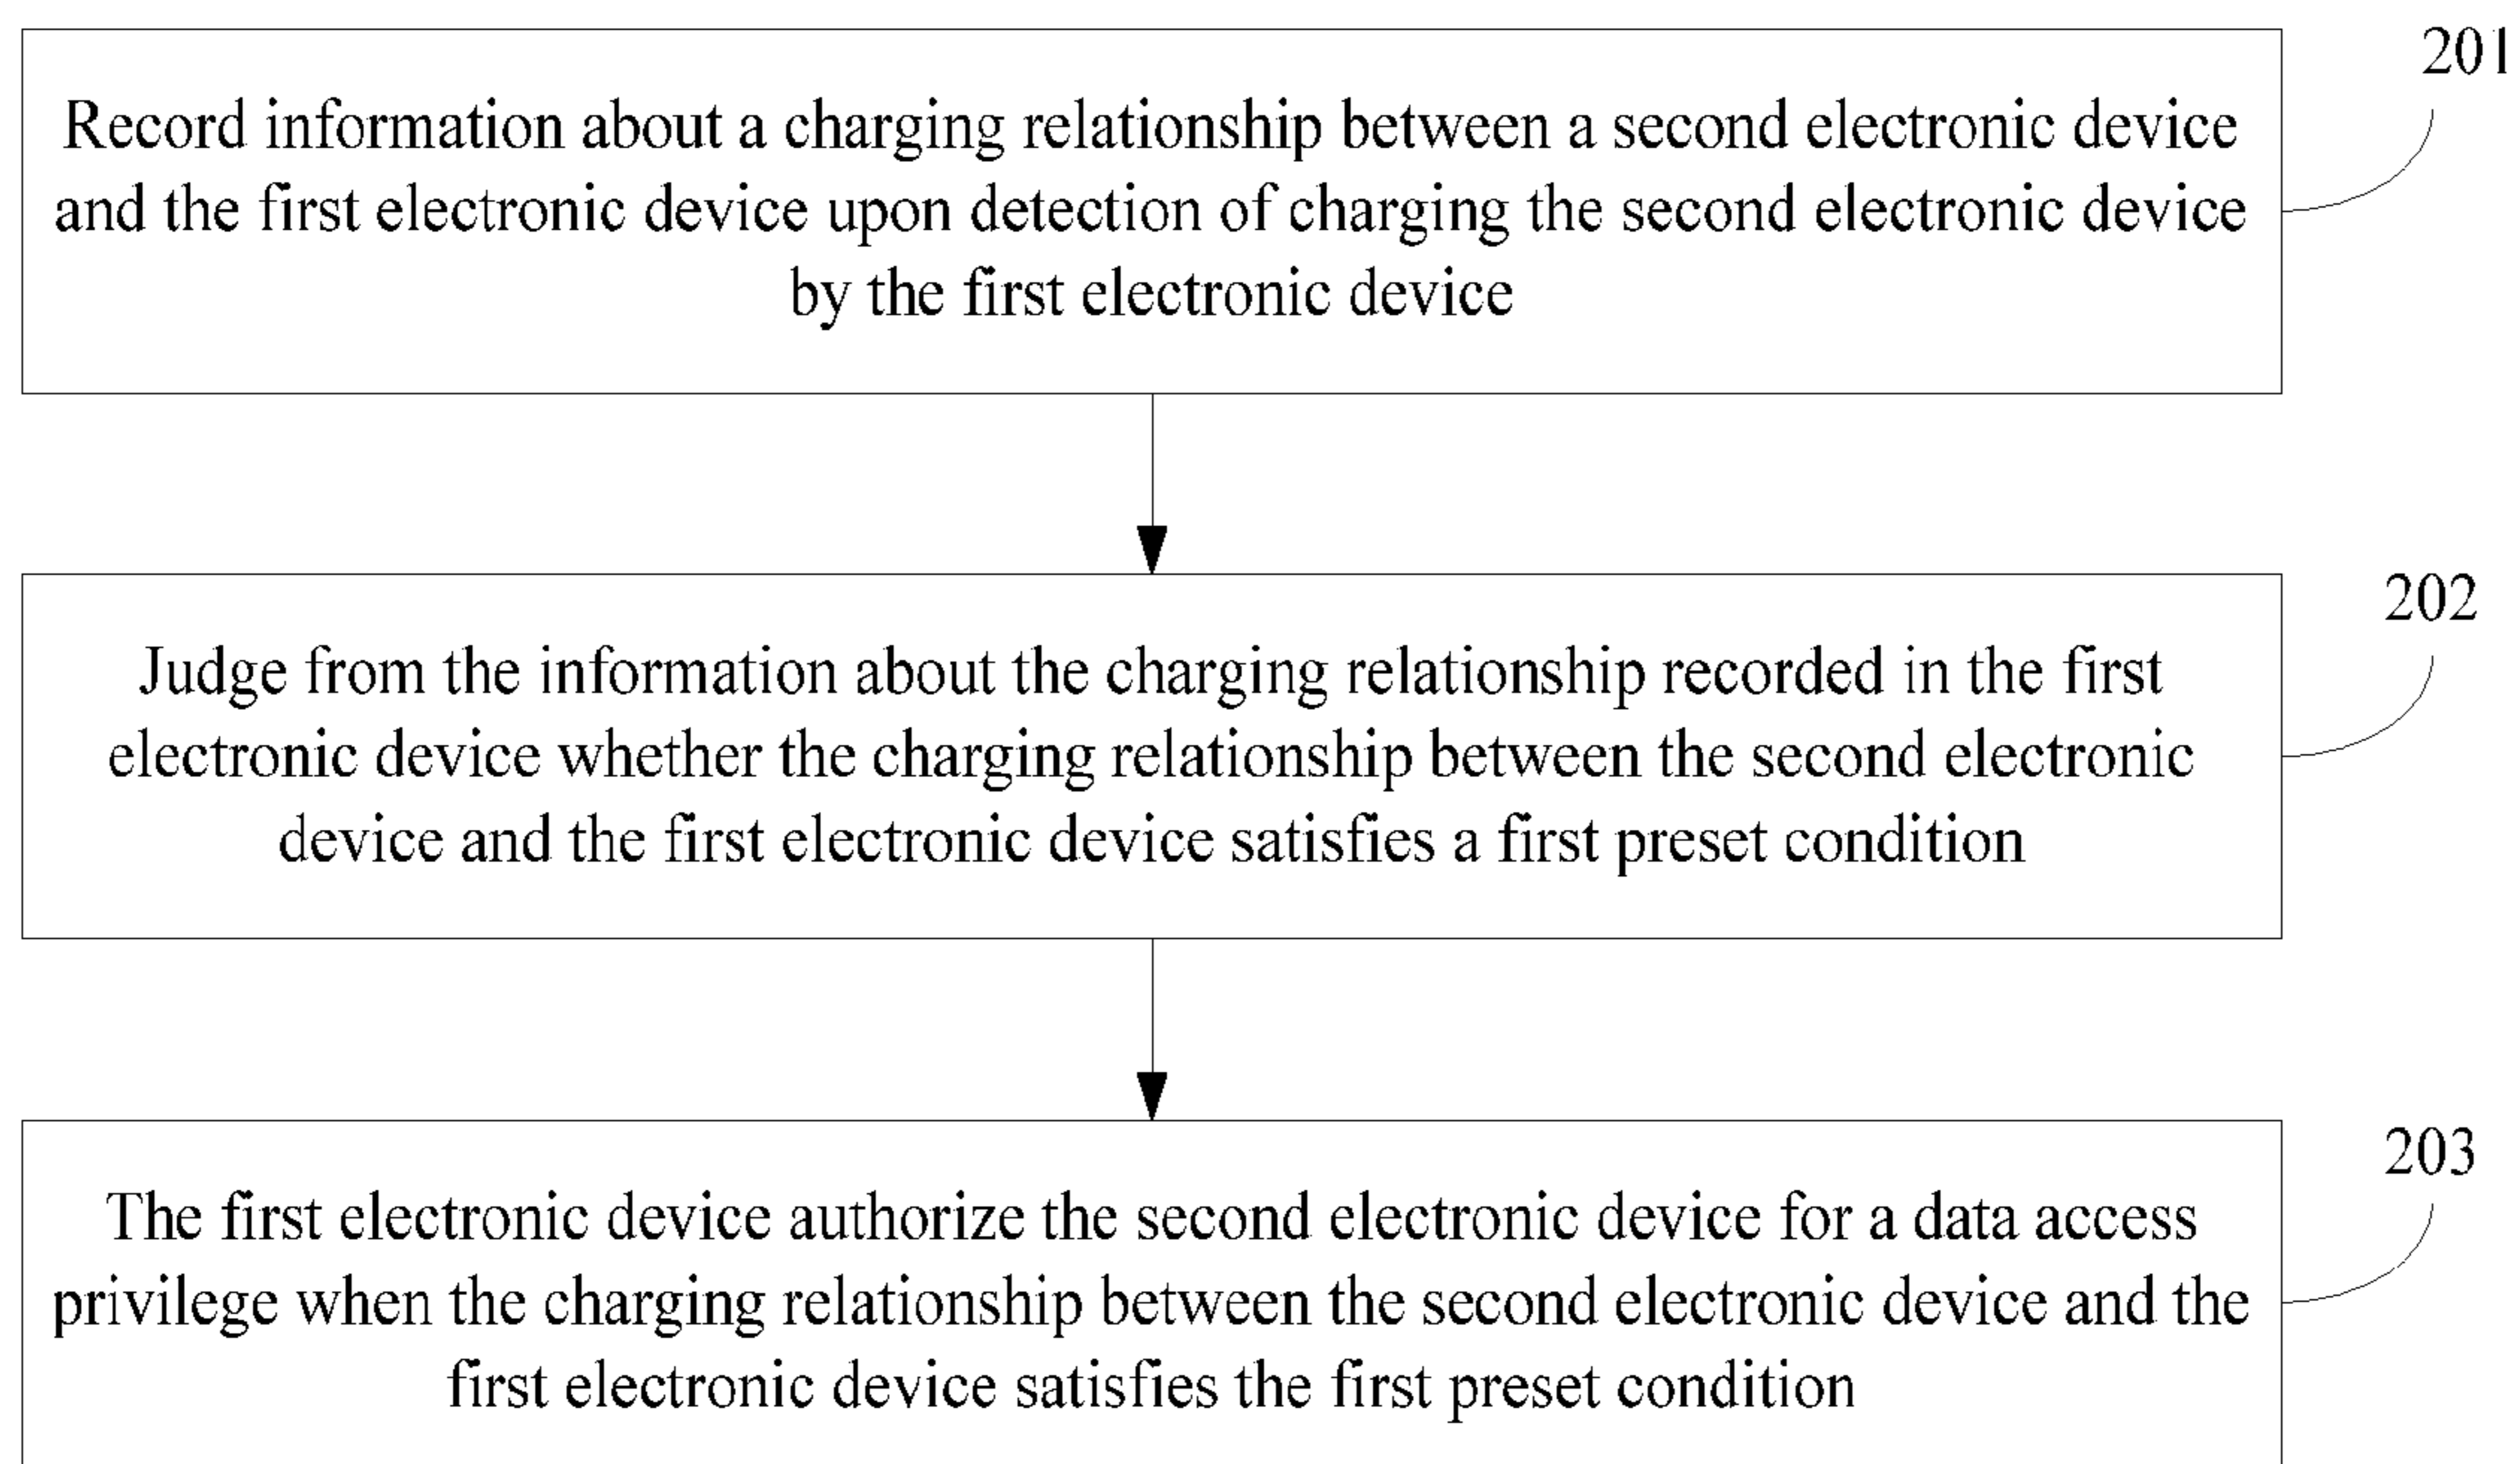 201
Record information about a charging relationship between a second electronic device
and the first electronic device upon detection of charging the second electronic device
by the first electronic device
202
Judge from the information about the charging relationship recorded in the first
electronic device whether the charging relationship between the second electronic
device and the first electronic device satisfies a first preset condition
203
The first electronic device authorize the second electronic device for a data access
privilege when the charging relationship between the second electronic device and the
first electronic device satisfies the first preset condition